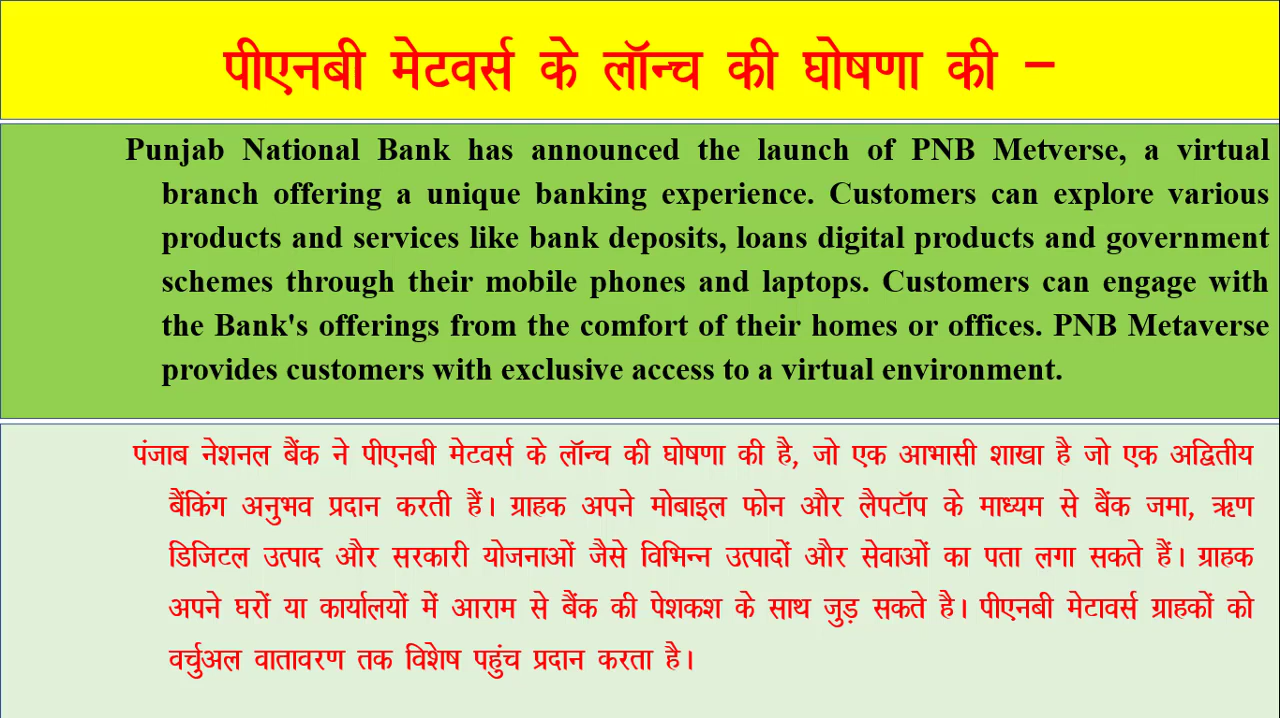 पीएनबी मेटवर्स के लॉन्च की घोषणा की –
Punjab National Bank has announced the launch of PNB Metverse, a virtual
branch offering a unique banking experience. Customers can explore various
products and services like bank deposits, loans digital products and government
schemes through their mobile phones and laptops. Customers can engage with
the Bank's offerings from the comfort of their homes or offices. PNB Metaverse
provides customers with exclusive access to a virtual environment.
पंजाब नेशनल बैंक ने पीएनबी मेटवर्स के लॉन्च की घोषणा की है, जो एक आभासी शाखा है जो एक अद्वितीय
बैंकिंग अनुभव प्रदान करती हैं। ग्राहक अपने मोबाइल फोन और लैपटॉप के माध्यम से बैंक जमा, ऋण
डिजिटल उत्पाद और सरकारी योजनाओं जैसे विभिन्न उत्पादों और सेवाओं का पता लगा सकते हैं। ग्राहक
अपने घरों या कार्यालयों में आराम से बैंक की पेशकश के साथ जुड़ सकते है। पीएनबी मेटावर्स ग्राहकों को
वर्चुअल वातावरण तक विशेष पहुंच प्रदान करता है।